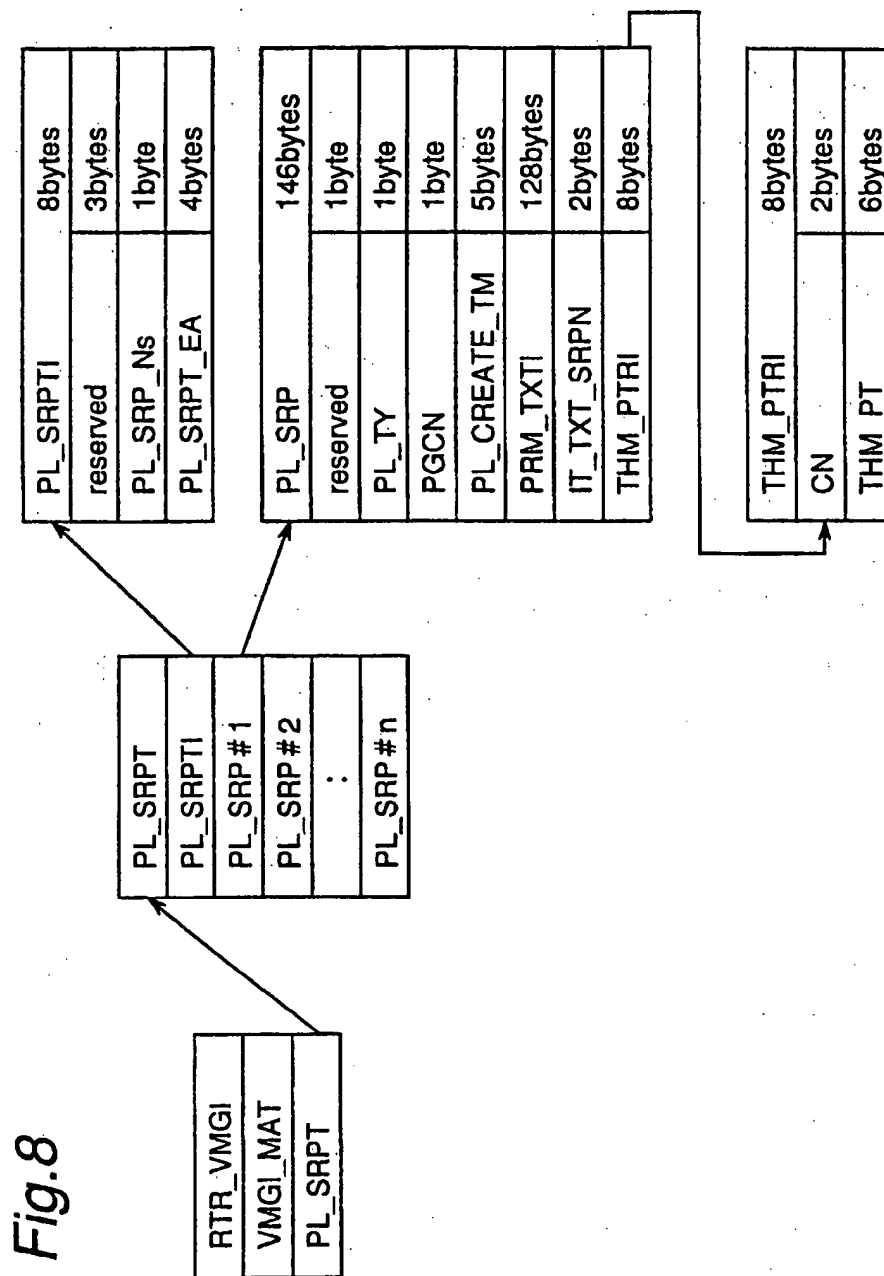 Fig.8
RTR_VMGI
VMGI_MAT
PL_SRPT
PL_SRPT
PL_SRPTI
PL_SRP#1
PL_SRP#2
:
PL_SRP#n
PL_SRPTI 8bytes
reserved 3bytes
PL_SRP_Ns 1byte
PL_SRPT_EA 4bytes
PL_SRP 146bytes
reserved 1byte
PL_TY 1byte
PGCN 1byte
PL_CREATE_TM 5bytes
PRM_TXTI 128bytes
IT_TXT_SRPN 2bytes
THM_PTRI 8bytes
THM_PTRI 8bytes
CN 2bytes
THM_PT 6bytes